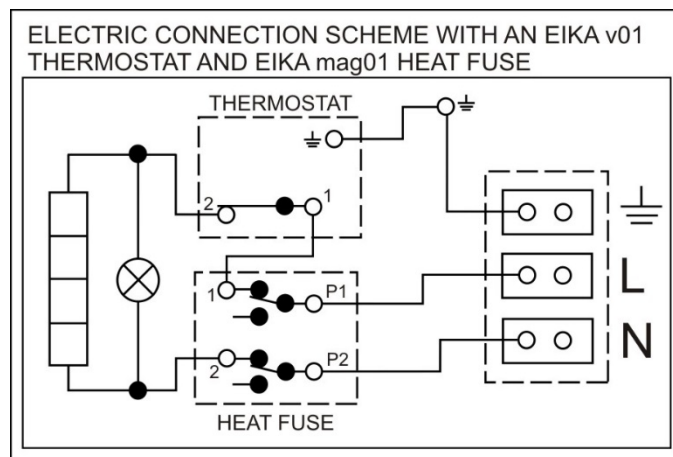 ELECTRIC CONNECTION SCHEME WITH AN EIKA v01
THERMOSTAT AND EIKA mag01 HEAT FUSE
THERMOSTAT
2
1
1
P1
L
2
P2
N
HEAT FUSE